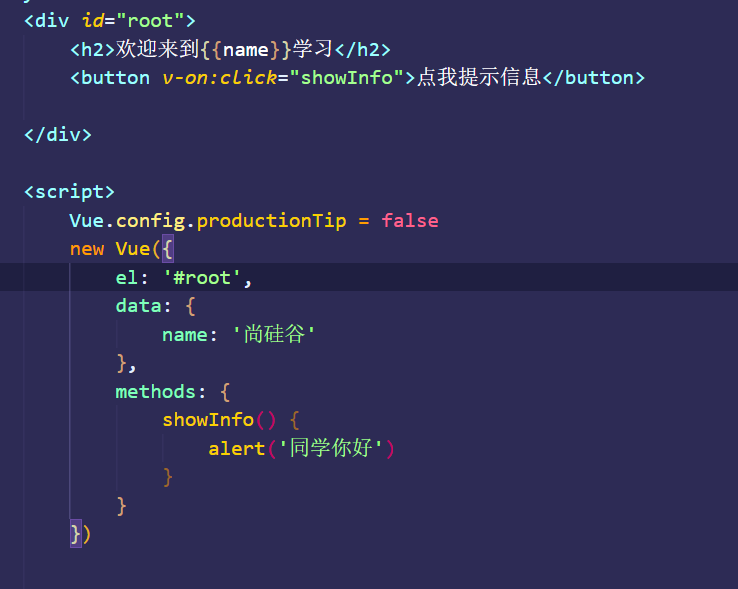 <div id="root">
<h2>欢迎来到{{name}}学习</h2>
<button v-on:click="showInfo">点我提示信息</button>
</div>
<script>
Vue.config.productionTip = false
new Vue({
el: '#root',
data: {
name: '尚硅谷'
},
methods: {
showInfo() {
alert('同学你好')
}
}
})